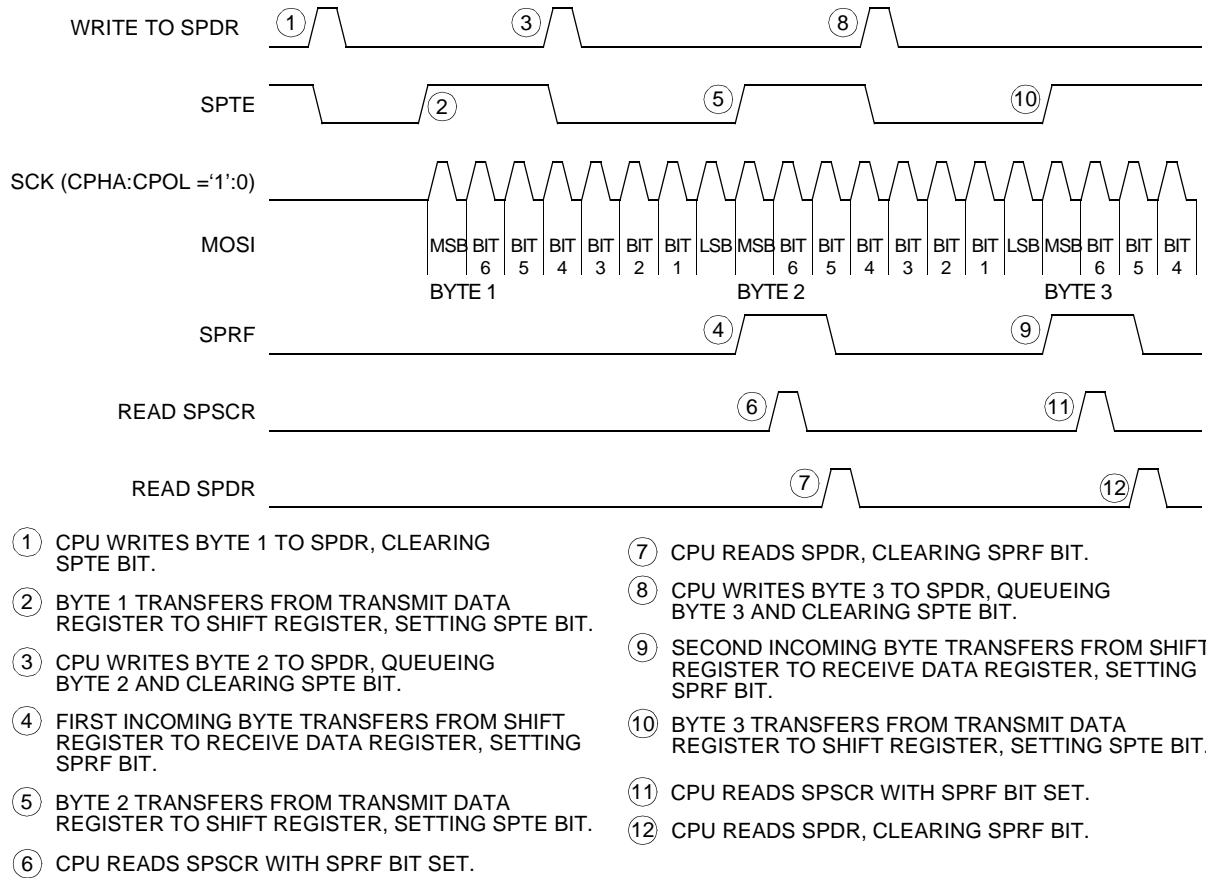 WRITE TO SPDR
1
3
8
SPTE
2
5
10
SCK (CPHA:CPOL =‘1’:0)
MOSI
MSB BIT 6 BIT 5 BIT 4 BIT 3 BIT 2 BIT 1 LSB MSB BIT 6 BIT 5 BIT 4 BIT 3 BIT 2 BIT 1 LSB MSB BIT 6 BIT 5 BIT 4
BYTE 1
BYTE 2
BYTE 3
SPRF
4
9
READ SPSCR
6
11
READ SPDR
7
12
1 CPU WRITES BYTE 1 TO SPDR, CLEARING
SPTE BIT.
2 BYTE 1 TRANSFERS FROM TRANSMIT DATA
REGISTER TO SHIFT REGISTER, SETTING SPTE BIT.
3 CPU WRITES BYTE 2 TO SPDR, QUEUEING
BYTE 2 AND CLEARING SPTE BIT.
4 FIRST INCOMING BYTE TRANSFERS FROM SHIFT
REGISTER TO RECEIVE DATA REGISTER, SETTING
SPRF BIT.
5 BYTE 2 TRANSFERS FROM TRANSMIT DATA
REGISTER TO SHIFT REGISTER, SETTING SPTE BIT.
6 CPU READS SPSCR WITH SPRF BIT SET.
7 CPU READS SPDR, CLEARING SPRF BIT.
8 CPU WRITES BYTE 3 TO SPDR, QUEUEING
BYTE 3 AND CLEARING SPTE BIT.
9 SECOND INCOMING BYTE TRANSFERS FROM SHIFT
REGISTER TO RECEIVE DATA REGISTER, SETTING
SPRF BIT.
10 BYTE 3 TRANSFERS FROM TRANSMIT DATA
REGISTER TO SHIFT REGISTER, SETTING SPTE BIT.
11 CPU READS SPSCR WITH SPRF BIT SET.
12 CPU READS SPDR, CLEARING SPRF BIT.